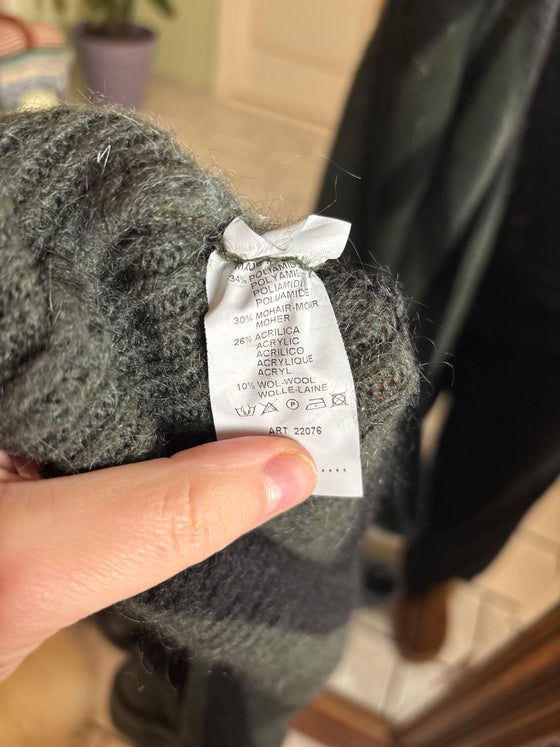 34% POLYAMID
POLYAMIDE
POLIAMIDE
POLUAMIDE
30% MOHAIR-MOIR
MOHER
26% ACRILICA
ACRYLIC
ACRILICO
ACRYLIQUE
ACRYL
10% WOL-WOOL
WOLLE-LAINE
P
ART 22076